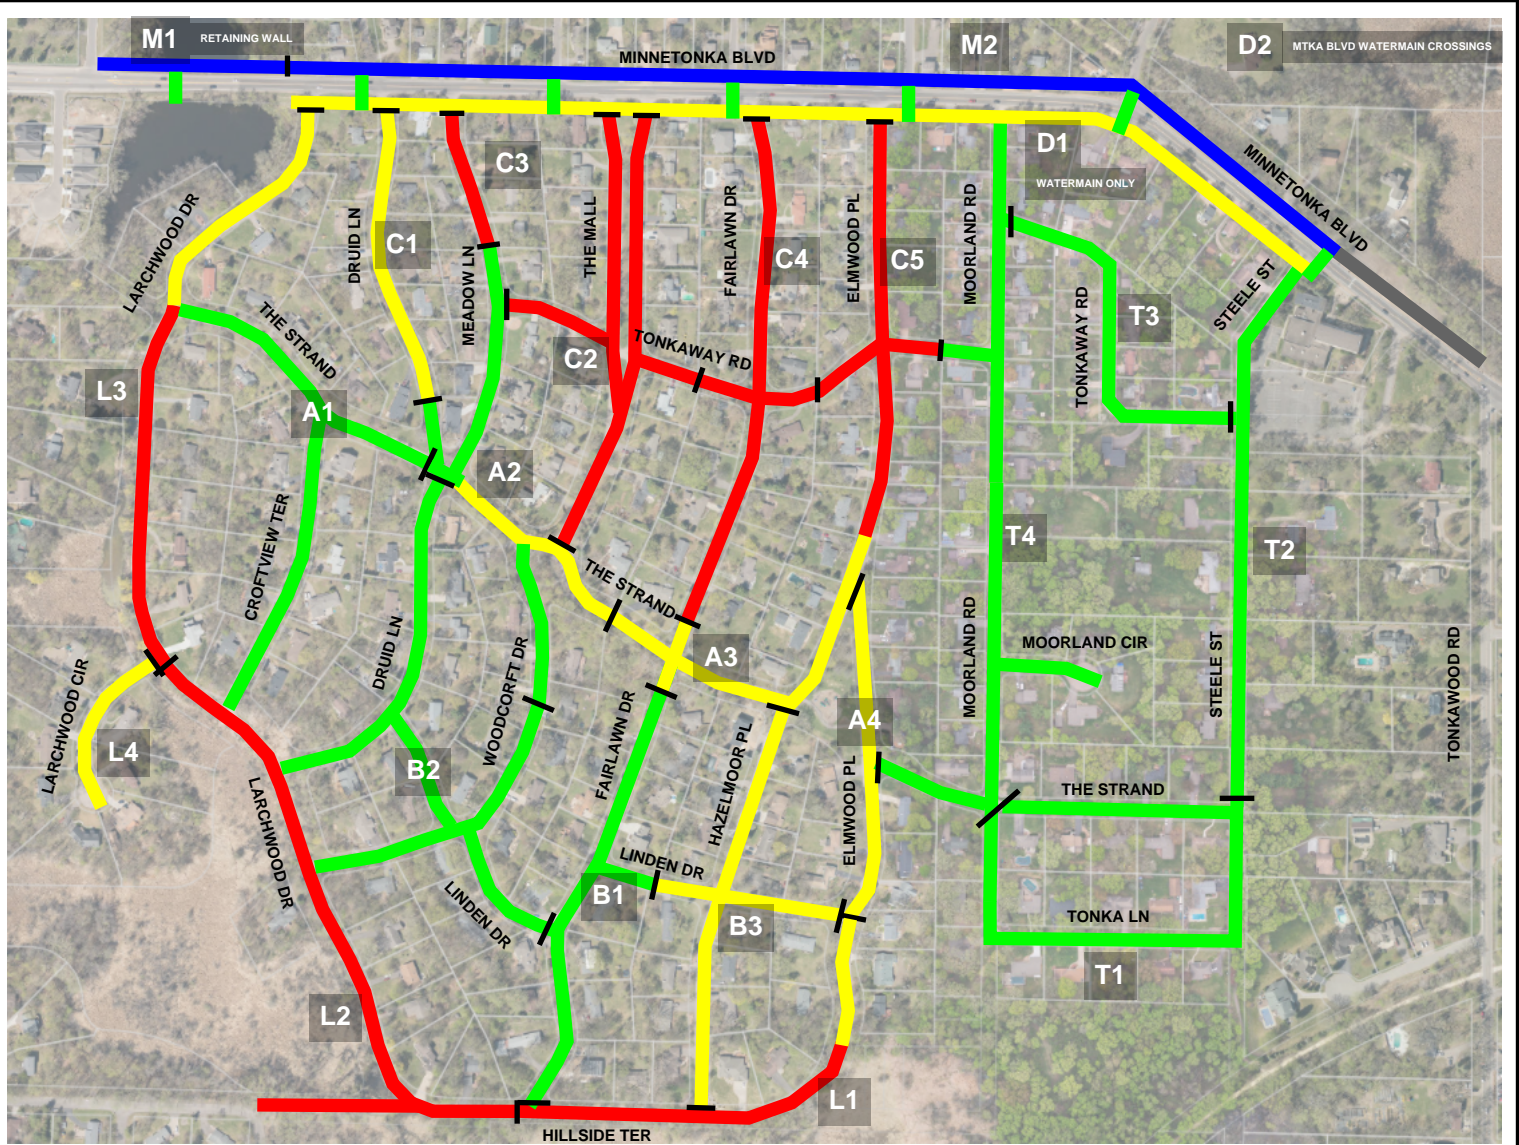 M1
RETAINING WALL
MINNETONKA BLVD
M2
D2
MTKA BLVD WATERMAIN CROSSINGS
D1
WATERMAIN ONLY
MINNETONKA BLVD
C3
LARCHWOOD DR
DRUID LN
C1
MEADOW LN
THE MALL
FAIRLAWN DR
C4
ELMWOOD PL
C5
MOORLAND RD
TONKAWAY RD
T3
STEELE ST
THE STRAND
C2
TONKAWAY RD
L3
A1
A2
CROFTVIEW TER
THE STRAND
T4
T2
DRUID LN
WOODCORFT DR
A3
MOORLAND RD
MOORLAND CIR
STEELE ST
TONKAWOOD RD
LARCHWOOD CIR
L4
B2
FAIRLAWN DR
HAZELMOOR PL
A4
ELMWOOD PL
THE STRAND
LARCHWOOD DR
LINDEN DR
B1
LINDEN DR
B3
TONKA LN
T1
L2
L1
HILLSIDE TER